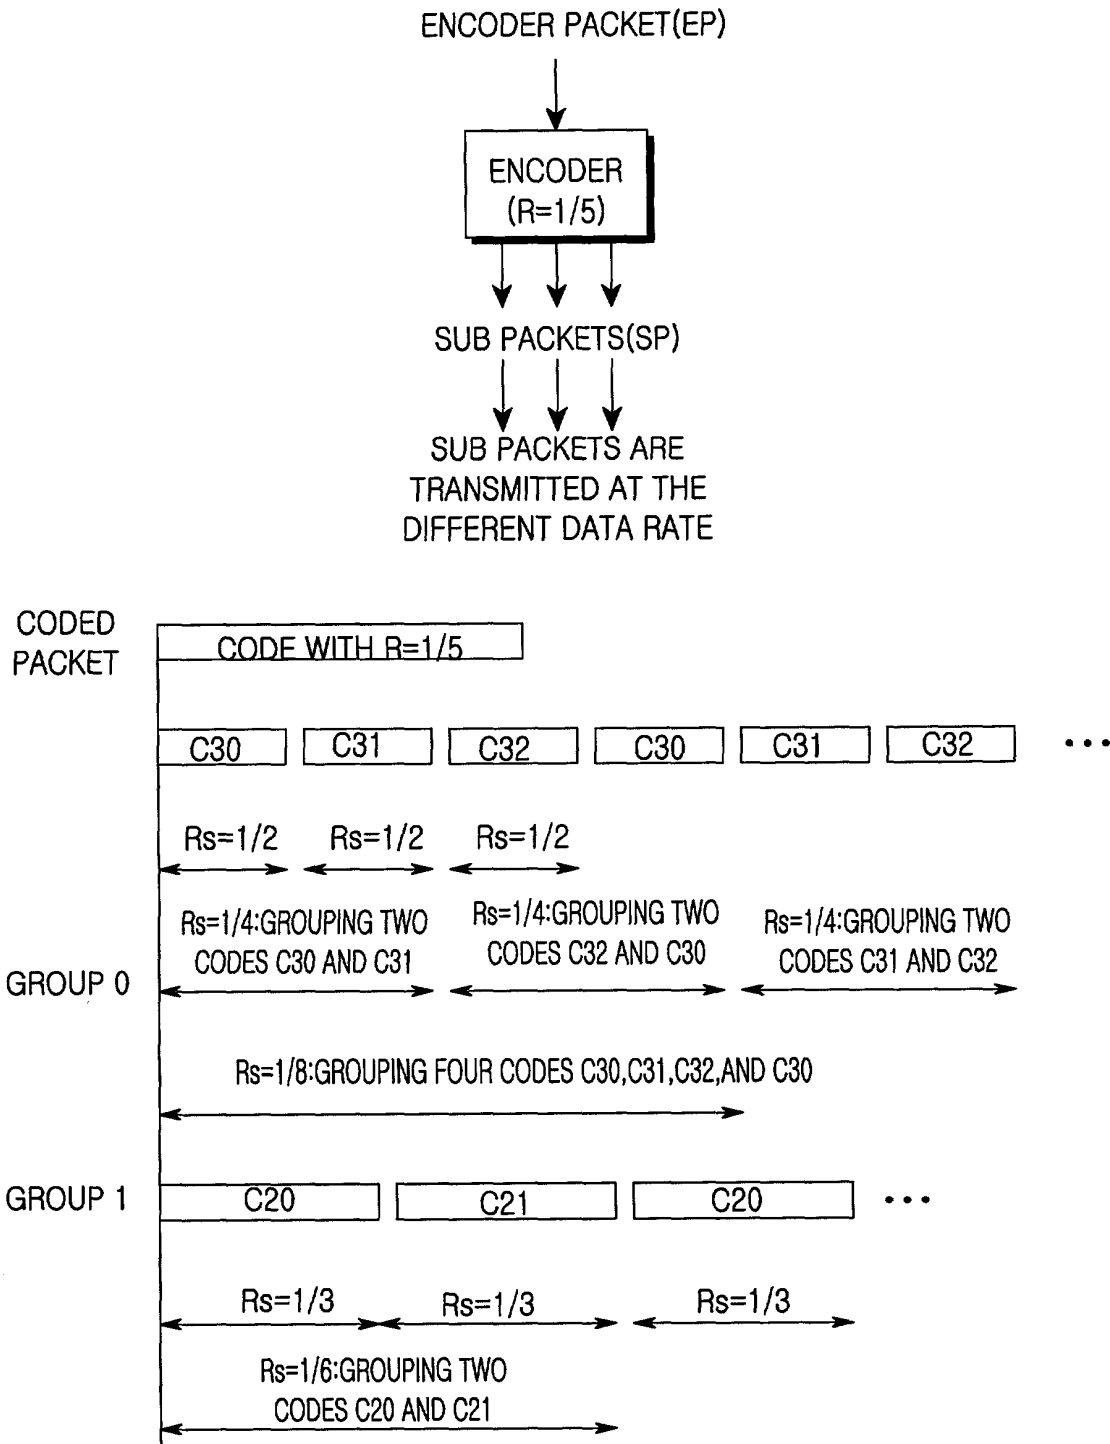 ENCODER PACKET(EP)
ENCODER
(R=1/5)
SUB PACKETS(SP)
SUB PACKETS ARE
TRANSMITTED AT THE
DIFFERENT DATA RATE
CODED
PACKET
CODE WITH R=1/5
C30 C31 C32 C30 C31 C32 •••
Rs=1/2 Rs=1/2 Rs=1/2
Rs=1/4:GROUPING TWO
CODES C30 AND C31
Rs=1/4:GROUPING TWO
CODES C32 AND C30
Rs=1/4:GROUPING TWO
CODES C31 AND C32
GROUP 0
Rs=1/8:GROUPING FOUR CODES C30,C31,C32,AND C30
GROUP 1
C20 C21 C20 •••
Rs=1/3 Rs=1/3 Rs=1/3
Rs=1/6:GROUPING TWO
CODES C20 AND C21